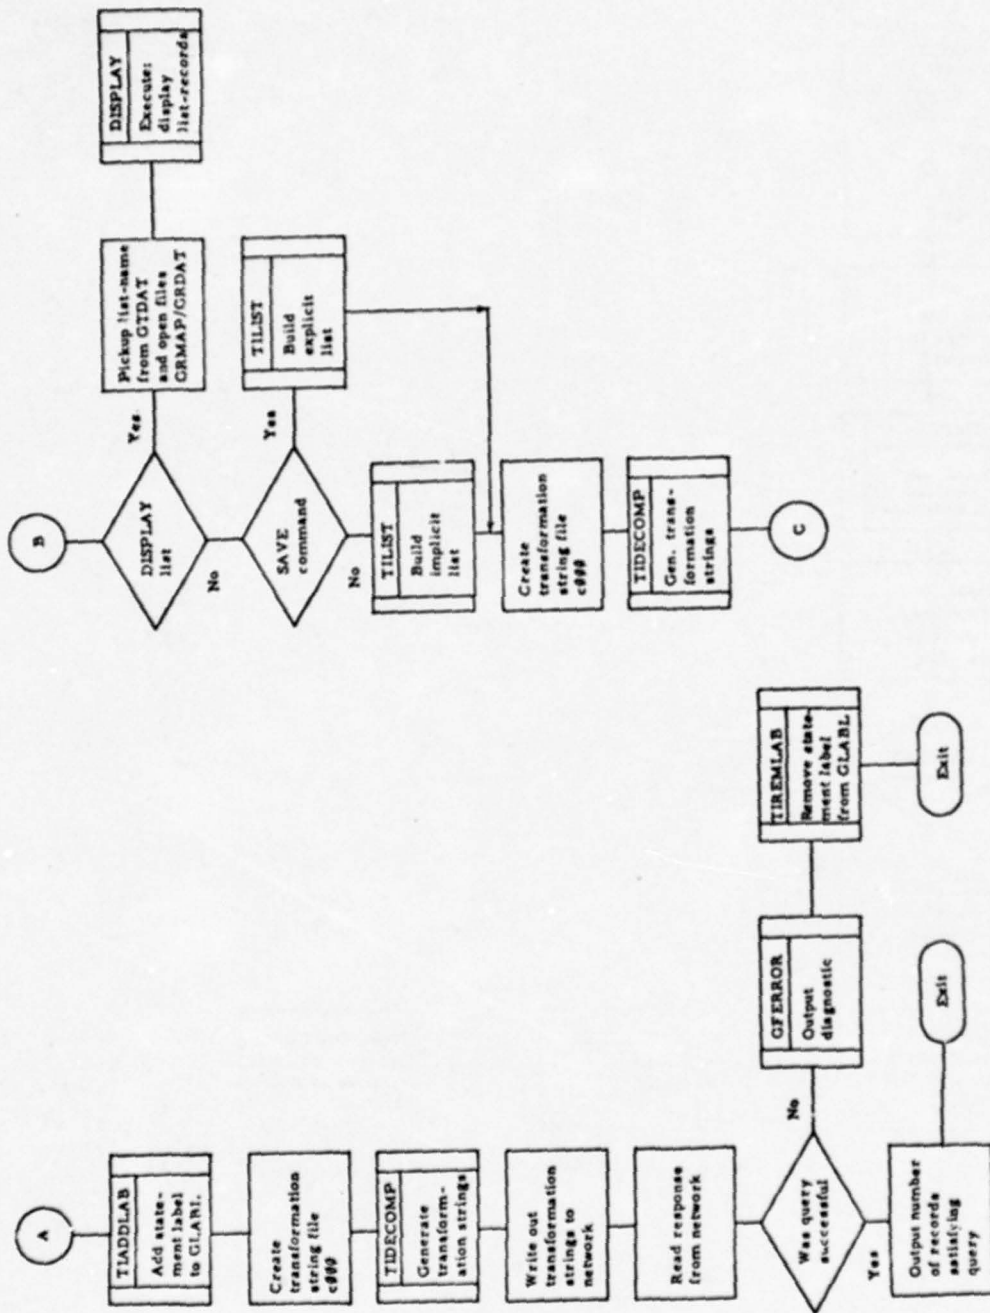 A
TIADDLAB
Add state-
ment label
to GLABL.
Create
transformation
string file
c000
TIDECOMP
Generate
transform-
ation strings
Write out
transformation
strings to
network
Read response
from network
Was query
successful
No
Yes
GFERROR
Output
diagnostic
TIREMLAB
Remove state-
ment label
from GLABL
Exit
Output number
of records
satisfying
query
Exit
B
DISPLAY
list
Yes
No
Pickup list-name
from GTDAT
and open files
GRMAP/GRDAT
DISPLAY
Execute:
display
list-records
SAVE
command
Yes
No
TILIST
Build
explicit
list
TILIST
Build
implicit
list
Create
transformation
string file
c000
TIDECOMP
Gen. trans-
formation
strings
C